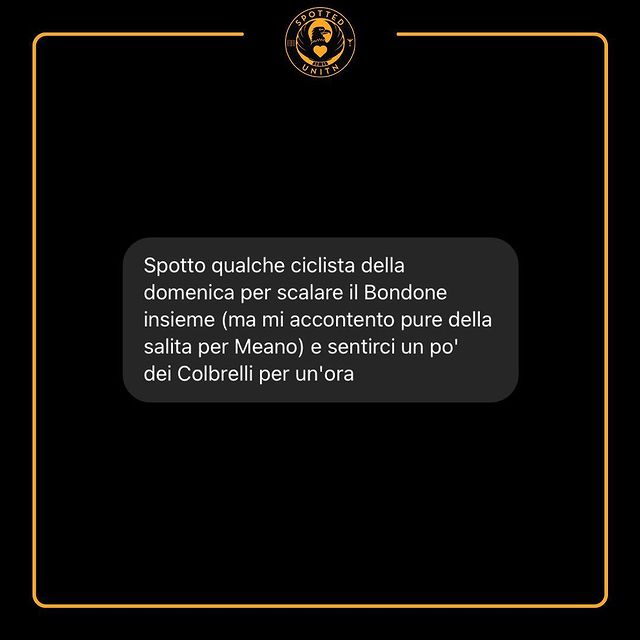 SPOTTED
UNITN
Spotto qualche ciclista della
domenica per scalare il Bondone
insieme (ma mi accontento pure della
salita per Meano) e sentirci un po'
dei Colbrelli per un'ora